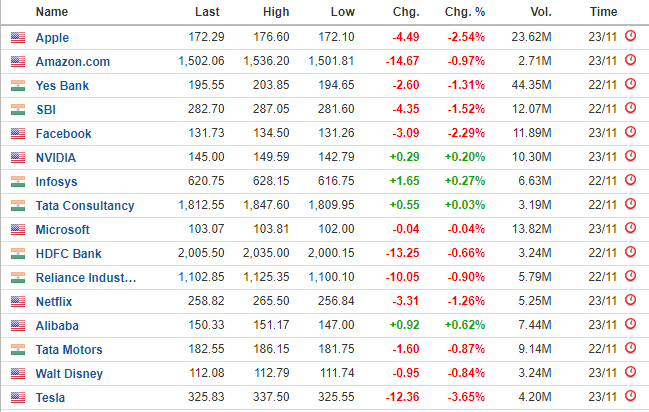 Name Last High Low Chg. Chg. % Vol. Time
Apple 172.29 176.60 172.10 -4.49 -2.54% 23.62M 23/11
Amazon.com 1,502.06 1,536.20 1,501.81 -14.67 -0.97% 2.71M 23/11
Yes Bank 195.55 203.85 194.65 -2.60 -1.31% 44.35M 22/11
SBI 282.70 287.05 281.60 -4.35 -1.52% 12.07M 22/11
Facebook 131.73 134.50 131.26 -3.09 -2.29% 11.89M 23/11
NVIDIA 145.00 149.59 142.79 +0.29 +0.20% 10.30M 23/11
Infosys 620.75 628.15 616.75 +1.65 +0.27% 6.63M 22/11
Tata Consultancy 1,812.55 1,847.60 1,809.95 +0.55 +0.03% 3.19M 22/11
Microsoft 103.07 103.81 102.00 -0.04 -0.04% 13.82M 23/11
HDFC Bank 2,005.50 2,035.00 2,000.15 -13.25 -0.66% 3.24M 22/11
Reliance Indust… 1,102.85 1,125.35 1,100.10 -10.05 -0.90% 5.79M 22/11
Netflix 258.82 265.50 256.84 -3.31 -1.26% 5.25M 23/11
Alibaba 150.33 151.17 147.00 +0.92 +0.62% 7.44M 23/11
Tata Motors 182.55 186.15 181.75 -1.60 -0.87% 9.14M 22/11
Walt Disney 112.08 112.79 111.74 -0.95 -0.84% 3.24M 23/11
Tesla 325.83 337.50 325.55 -12.36 -3.65% 4.20M 23/11